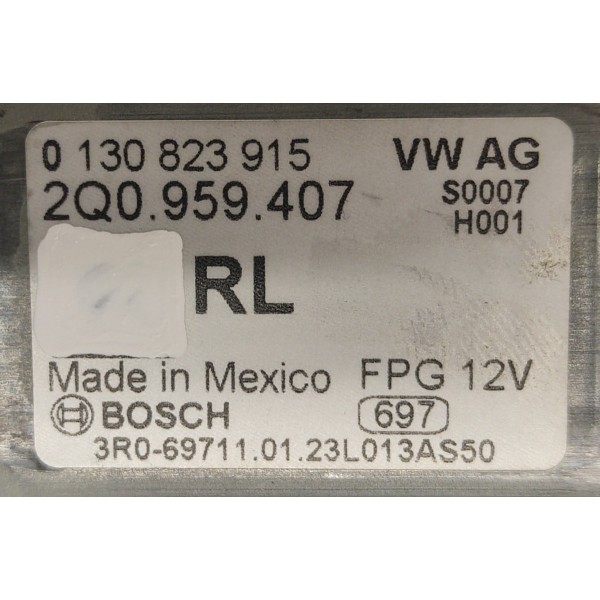 0 130 823 915 VW AG
2Q0.959.407 S0007
H001
RL
Made in Mexico FPG 12V
BOSCH 697
3R0-69711.01.23L013AS50